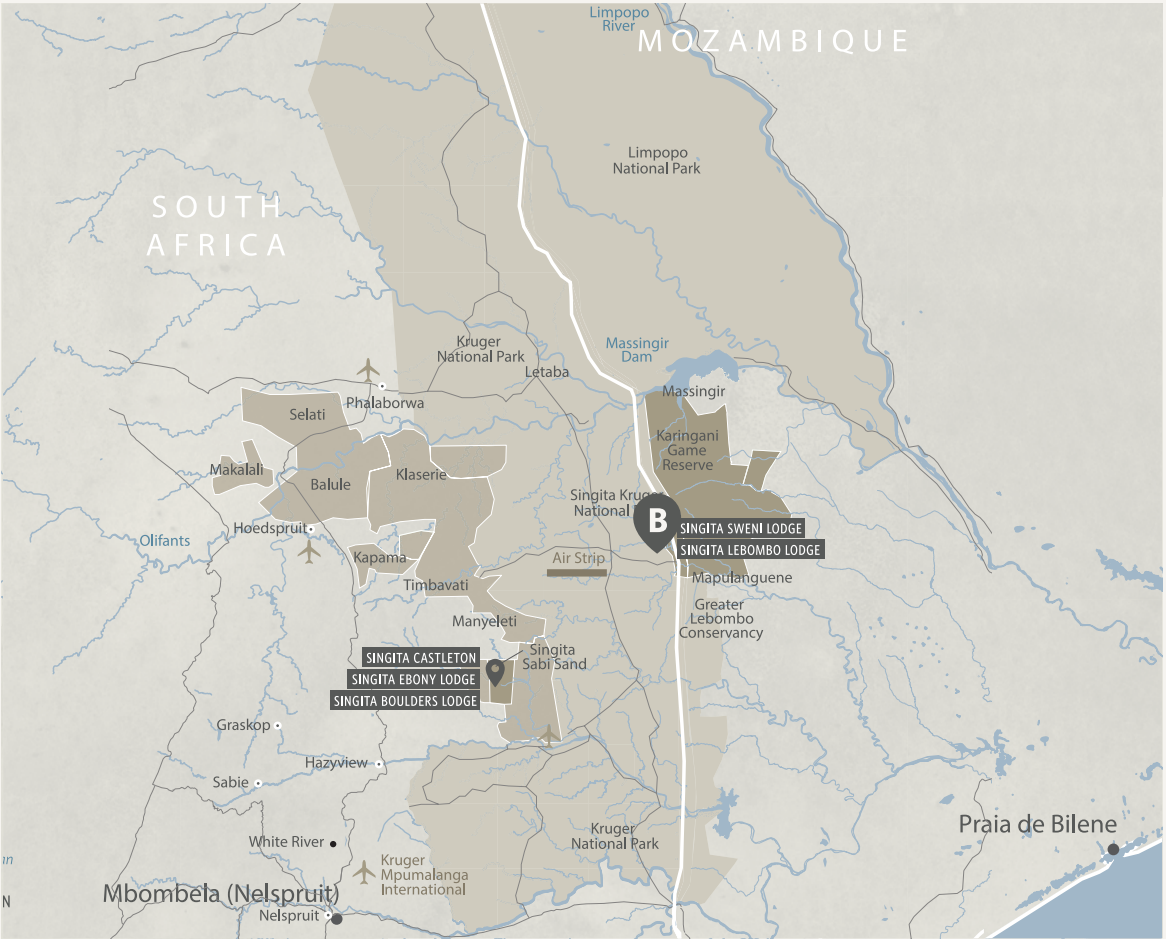 Limpopo
River
MOZAMBIQUE
Limpopo
National Park
SOUTH
AFRICA
Kruger
National Park
Letaba
Massingir
Dam
Massingir
Phalaborwa
Selati
Karingani
Game
Reserve
Makalali
Balule
Klaserie
Singita Kruger
National
B
SINGITA SWENI LODGE
SINGITA LEBOMBO LODGE
Hoedspruit
Olifants
Kapama
Air Strip
Timbavati
Mapulanguene
Greater
Lebombo
Conservancy
Manyeleti
Singita
Sabi Sand
SINGITA CASTLETON
SINGITA EBONY LODGE
SINGITA BOULDERS LODGE
Graskop
Hazyview
Sabie
White River
Kruger
National Park
Praia de Bilene
Kruger
Mpumalanga
International
Mbombela (Nelspruit)
Nelspruit
N